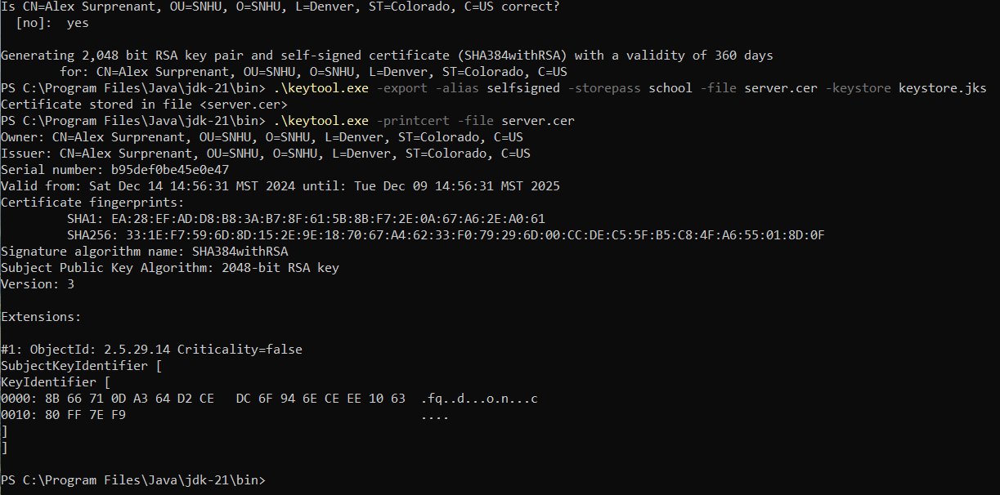 Is CN=Alex Surprenant, OU=SNHU, O=SNHU, L=Denver, ST=Colorado, C=US correct?
  [no]:  yes

Generating 2,048 bit RSA key pair and self-signed certificate (SHA384withRSA) with a validity of 360 days
        for: CN=Alex Surprenant, OU=SNHU, O=SNHU, L=Denver, ST=Colorado, C=US
PS C:\Program Files\Java\jdk-21\bin> .\keytool.exe -export -alias selfsigned -storepass school -file server.cer -keystore keystore.jks
Certificate stored in file <server.cer>
PS C:\Program Files\Java\jdk-21\bin> .\keytool.exe -printcert -file server.cer
Owner: CN=Alex Surprenant, OU=SNHU, O=SNHU, L=Denver, ST=Colorado, C=US
Issuer: CN=Alex Surprenant, OU=SNHU, O=SNHU, L=Denver, ST=Colorado, C=US
Serial number: b95def0be45e0e47
Valid from: Sat Dec 14 14:56:31 MST 2024 until: Tue Dec 09 14:56:31 MST 2025
Certificate fingerprints:
         SHA1: EA:28:EF:AD:D8:B8:3A:B7:8F:61:5B:8B:F7:2E:0A:67:A6:2E:A0:61
         SHA256: 33:1E:F7:59:6D:8D:15:2E:9E:18:70:67:A4:62:33:F0:79:29:6D:00:CC:DE:C5:5F:B5:C8:4F:A6:55:01:8D:0F
Signature algorithm name: SHA384withRSA
Subject Public Key Algorithm: 2048-bit RSA key
Version: 3

Extensions:

#1: ObjectId: 2.5.29.14 Criticality=false
SubjectKeyIdentifier [
KeyIdentifier [
0000: 8B 66 71 0D A3 64 D2 CE   DC 6F 94 6E CE EE 10 63  .fq..d...o.n...c
0010: 80 FF 7E F9                                        ....
]
]

PS C:\Program Files\Java\jdk-21\bin>